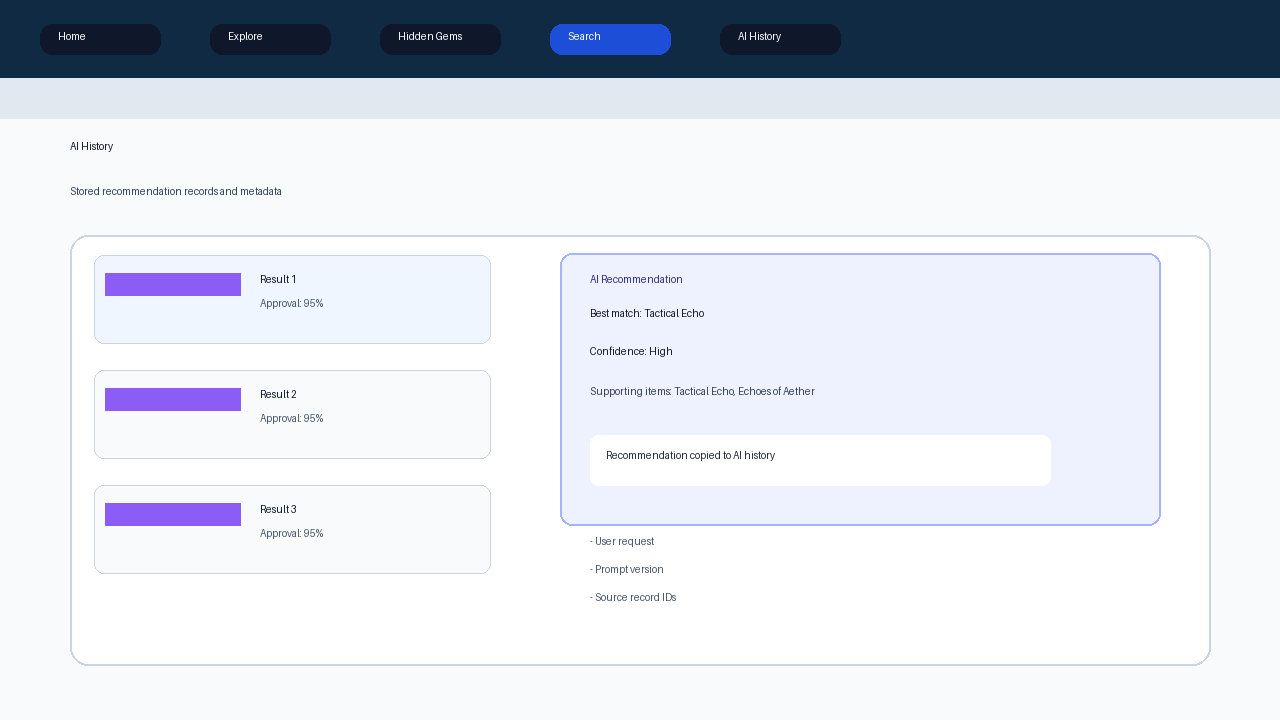 Home
Explore
Hidden Gems
Search
AI History
AI History
Stored recommendation records and metadata
Result 1
Approval: 95%
Result 2
Approval: 95%
Result 3
Approval: 95%
AI Recommendation
Best match: Tactical Echo
Confidence: High
Supporting items: Tactical Echo, Echoes of Aether
Recommendation copied to AI history
- User request
- Prompt version
- Source record IDs